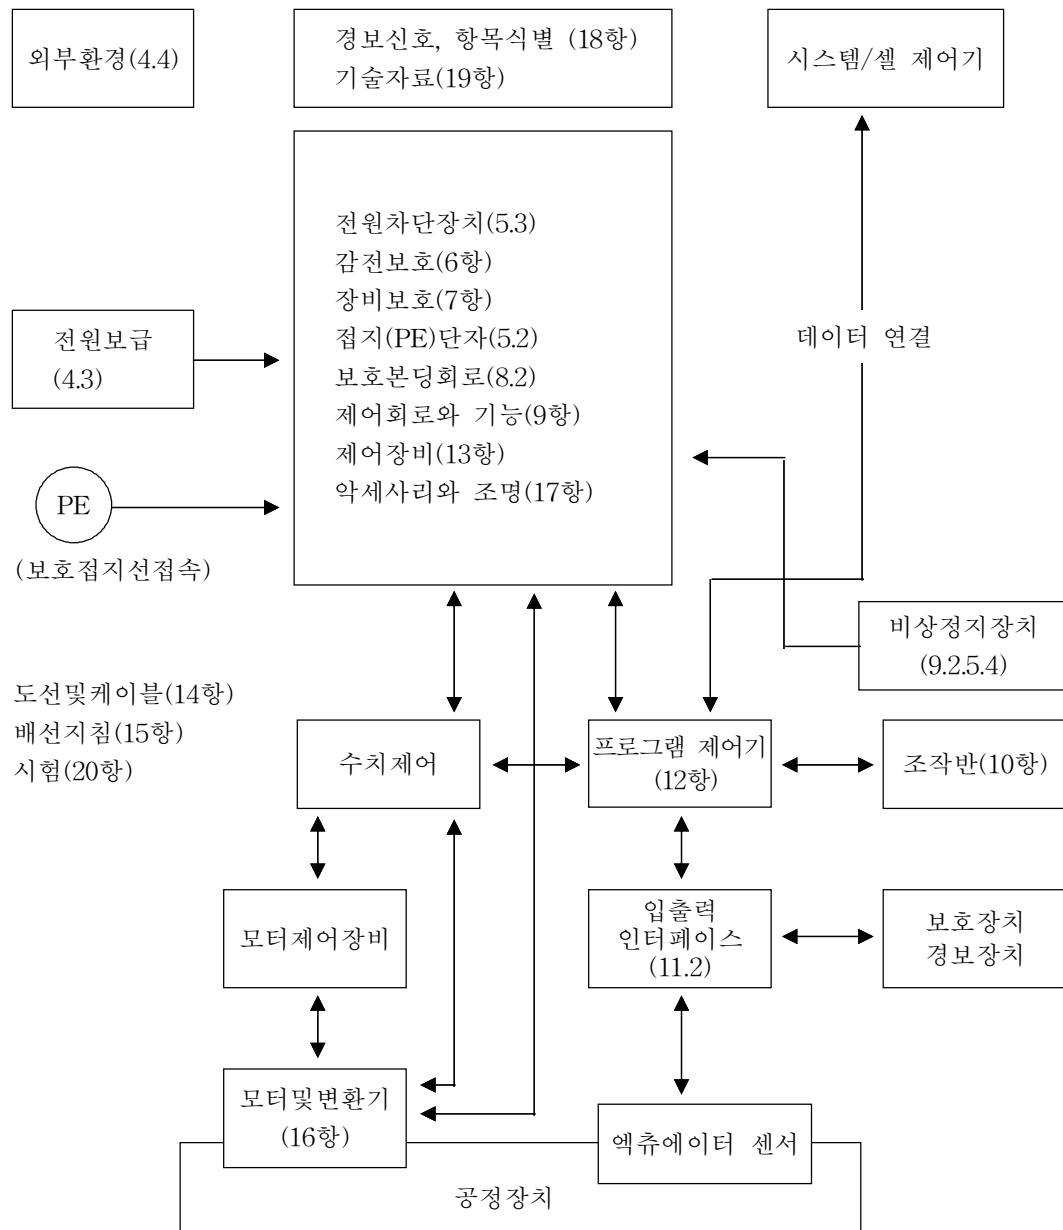 외부환경(4.4)
경보신호, 항목식별 (18항)
기술자료(19항)
시스템/셀 제어기
전원차단장치(5.3)
감전보호(6항)
장비보호(7항)
접지(PE)단자(5.2)
보호본딩회로(8.2)
제어회로와 기능(9항)
제어장비(13항)
악세사리와 조명(17항)
전원보급
(4.3)
데이터 연결
PE
(보호접지선접속)
비상정지장치
(9.2.5.4)
도선및케이블(14항)
배선지침(15항)
시험(20항)
수치제어
프로그램 제어기
(12항)
조작반(10항)
모터제어장비
입출력
인터페이스
(11.2)
보호장치
경보장치
모터및변환기
(16항)
엑츄에이터 센서
공정장치